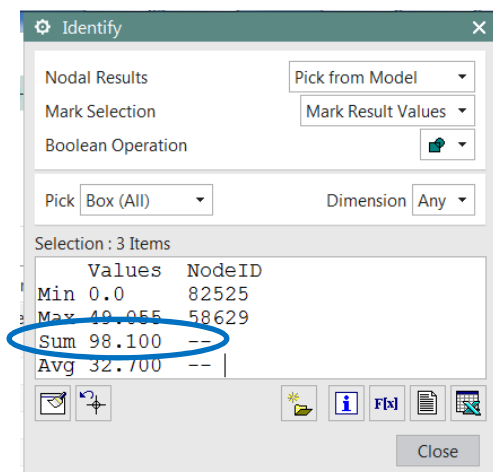 Identify
Nodal Results Pick from Model
Mark Selection Mark Result Values
Boolean Operation
Pick Box (All) Dimension Any
Selection : 3 Items
Values NodeID
Min 0.0 82525
Max 49.055 58629
Sum 98.100 --
Avg 32.700 --
i F[x]
Close